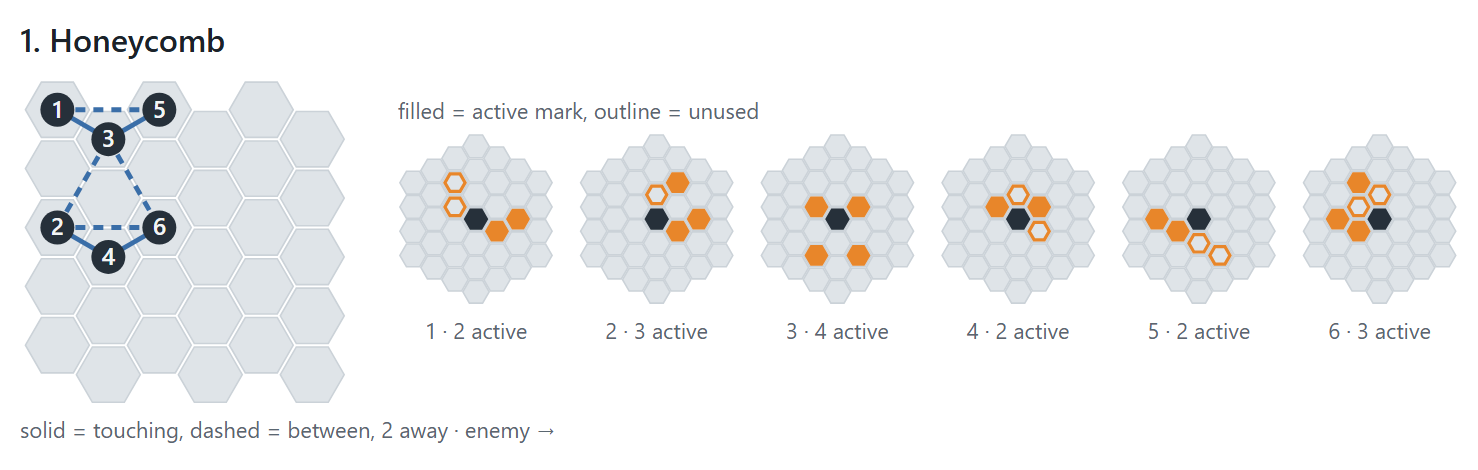 1. Honeycomb
1 5
3
2 6
4
filled = active mark, outline = unused
1 · 2 active
2 · 3 active
3 · 4 active
4 · 2 active
5 · 2 active
6 · 3 active
solid = touching, dashed = between, 2 away · enemy →